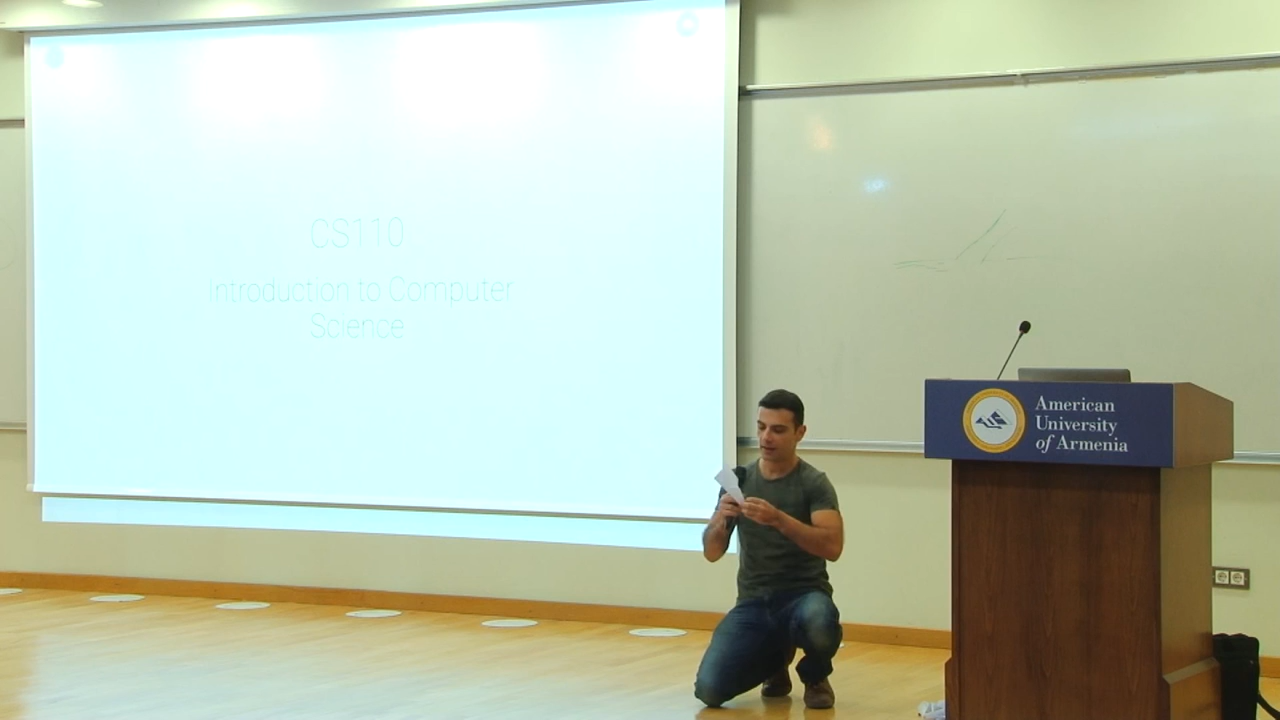 CS110
Introduction to Computer
Science
American
University
of Armenia